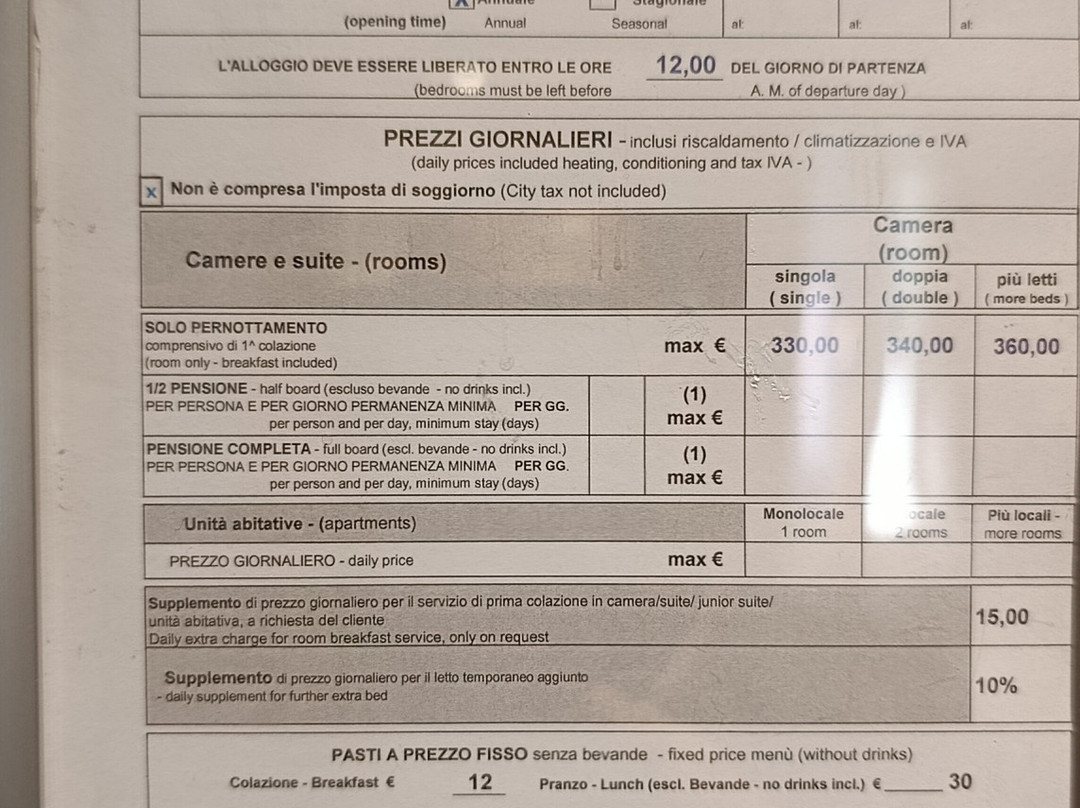 (opening time) Annual Seasonal al: al: al:
L'ALLOGGIO DEVE ESSERE LIBERATO ENTRO LE ORE 12,00 DEL GIORNO DI PARTENZA
(bedrooms must be left before A. M. of departure day )
PREZZI GIORNALIERI - inclusi riscaldamento / climatizzazione e IVA
(daily prices included heating, conditioning and tax IVA - )
x Non è compresa l'imposta di soggiorno (City tax not included)
Camera
(room)
Camere e suite - (rooms)
singola doppia più letti
( single ) ( double ) ( more beds )
SOLO PERNOTTAMENTO
comprensivo di 1^ colazione max € 330,00 340,00 360,00
(room only - breakfast included)
1/2 PENSIONE - half board (escluso bevande - no drinks incl.) (1)
PER PERSONA E PER GIORNO PERMANENZA MINIMA PER GG. max €
per person and per day, minimum stay (days)
PENSIONE COMPLETA - full board (escl. bevande - no drinks incl.) (1)
PER PERSONA E PER GIORNO PERMANENZA MINIMA PER GG. max €
per person and per day, minimum stay (days)
Unità abitative - (apartments) Monolocale Più locali -
1 room 2 rooms more rooms
PREZZO GIORNALIERO - daily price max €
Supplemento di prezzo giornaliero per il servizio di prima colazione in camera/suite/ junior suite/
unità abitativa, a richiesta del cliente 15,00
Daily extra charge for room breakfast service, only on request
Supplemento di prezzo giornaliero per il letto temporaneo aggiunto 10%
- daily supplement for further extra bed
PASTI A PREZZO FISSO senza bevande - fixed price menù (without drinks)
Colazione - Breakfast € 12 Pranzo - Lunch (escl. Bevande - no drinks incl.) € 30